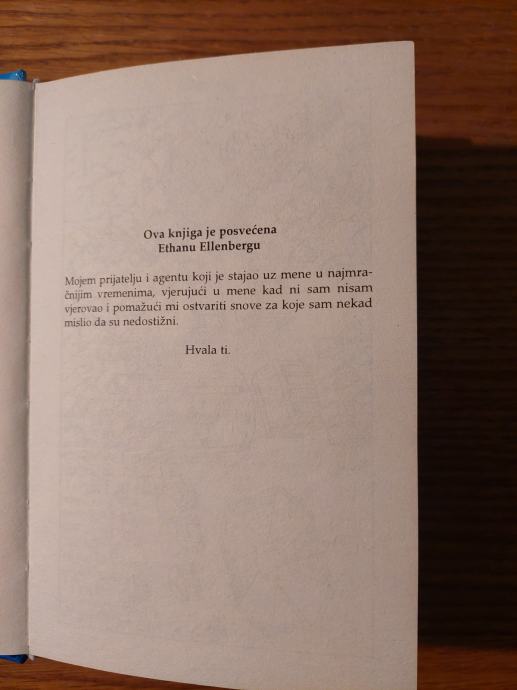 Ova knjiga je posvećena
Ethanu Ellenbergu
Mojem prijatelju i agentu koji je stajao uz mene u najmra-
čnijim vremenima, vjerujući u mene kad ni sam nisam
vjerovao i pomažući mi ostvariti snove za koje sam nekad
mislio da su nedostižni.
Hvala ti.